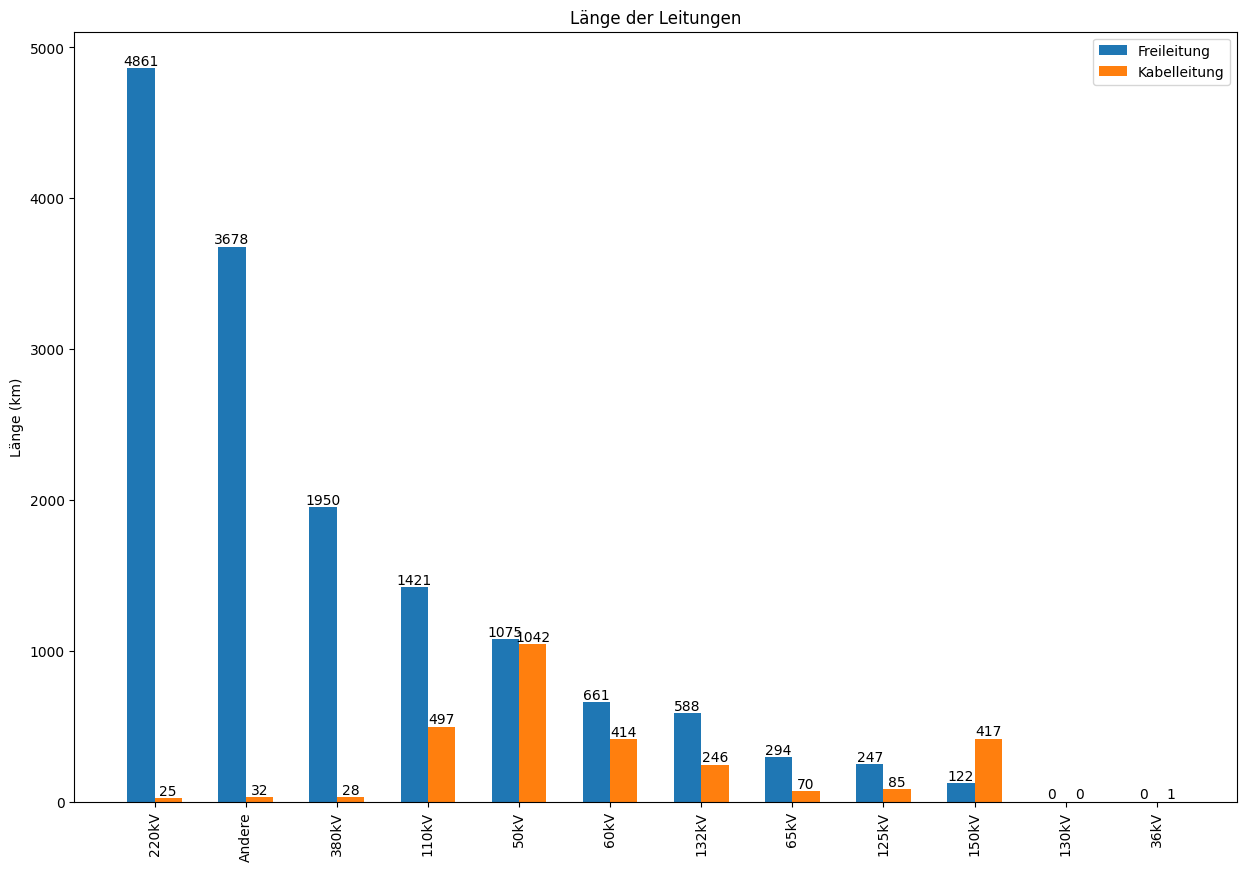 Länge der Leitungen
Freileitung
Kabelleitung
Länge (km)
5000
4000
3000
2000
1000
0
4861
25
3678
32
1950
28
1421
497
1075
1042
661
414
588
246
294
70
247
85
122
417
0
0
0
1
220kV
Andere
380kV
110kV
50kV
60kV
132kV
65kV
125kV
150kV
130kV
36kV